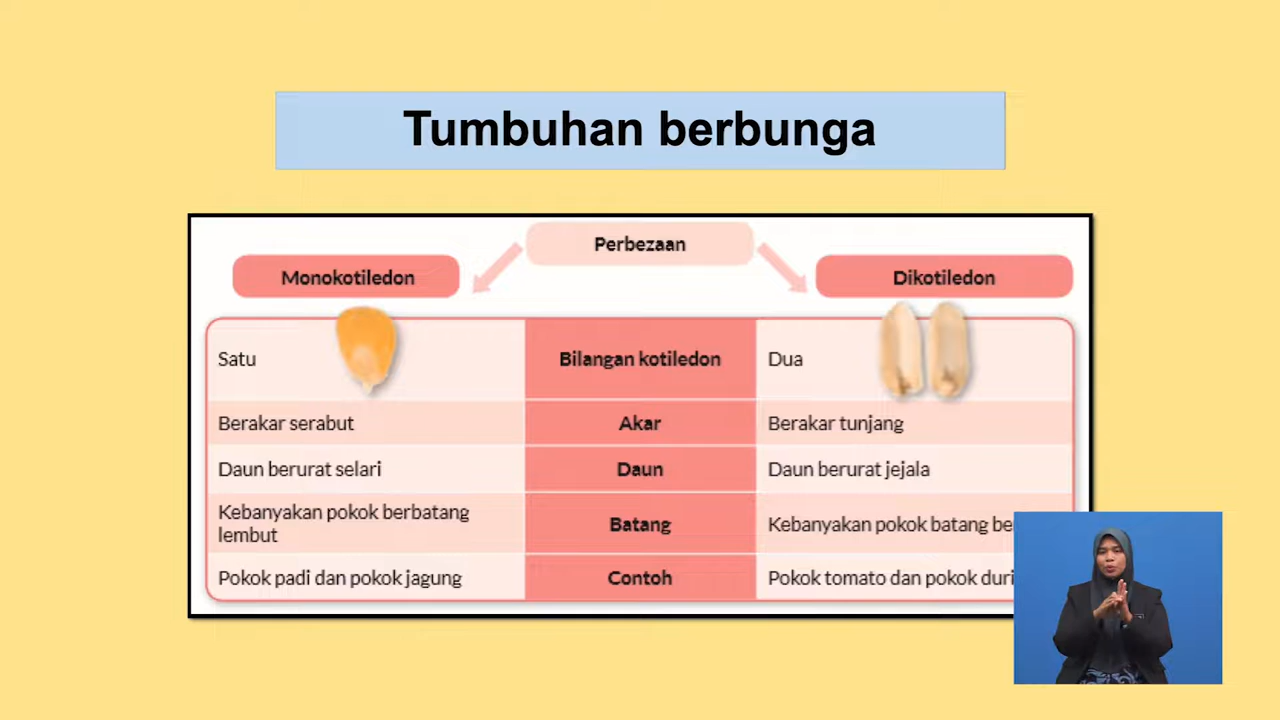 Tumbuhan berbunga
Perbezaan
Monokotiledon
Dikotiledon
Satu
Bilangan kotiledon
Dua
Berakar serabut
Akar
Berakar tunjang
Daun berurat selari
Daun
Daun berurat jejala
Kebanyakan pokok berbatang
lembut
Batang
Kebanyakan pokok batang
Pokok padi dan pokok jagung
Contoh
Pokok tomato dan pokok